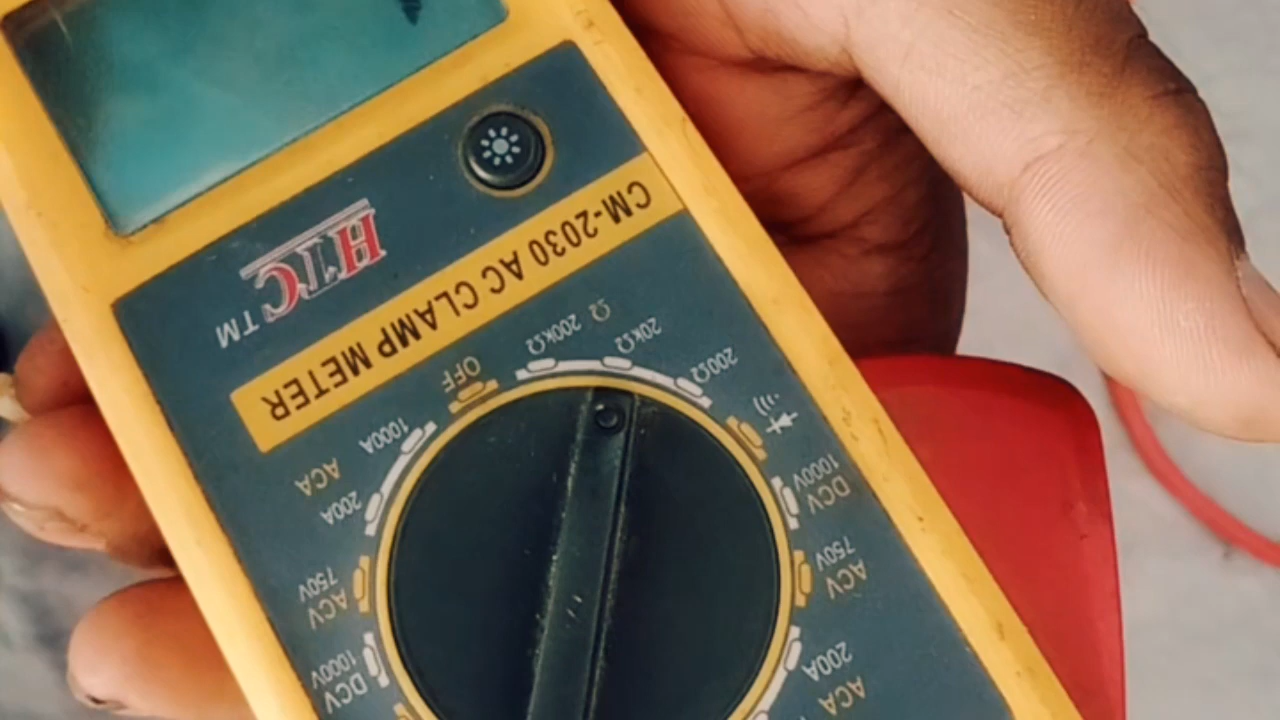 HTC TM
CM-2030 AC CLAMP METER
OFF
200kΩ
Ω
20kΩ
200Ω
1000V
DCV
750V
ACV
200A
ACA
1000A
ACA
200A
750V
ACV
1000V
DCV